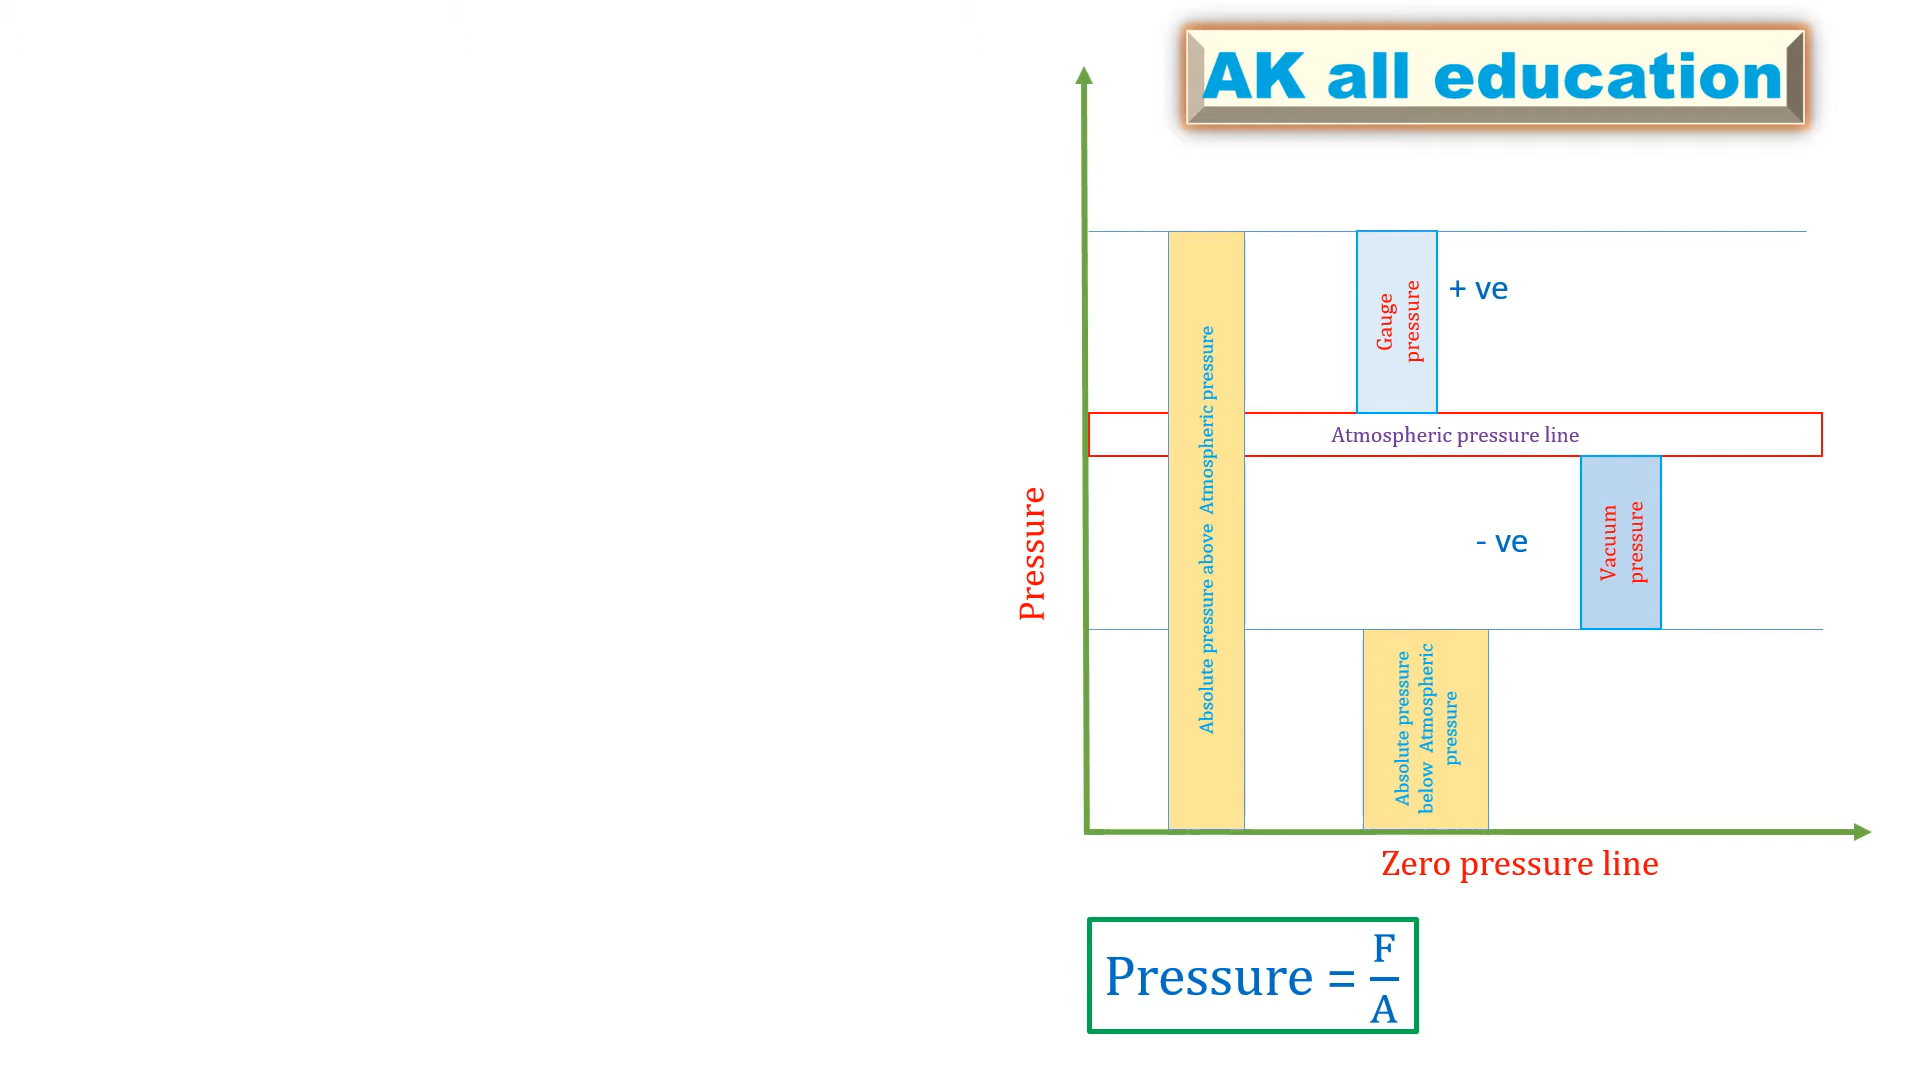 AK all education
Gauge
pressure
+ ve
Absolute pressure above Atmospheric pressure
Atmospheric pressure line
Pressure
- ve
Vacuum
pressure
Absolute pressure
below Atmospheric
pressure
Zero pressure line
Pressure = F/A